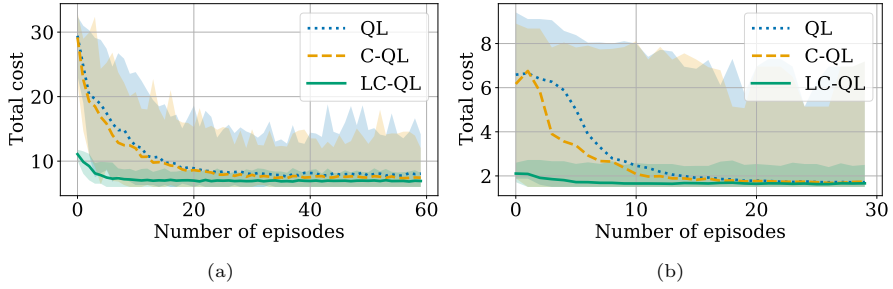 30
20
10
Total cost
QL
C-QL
LC-QL
0 20 40 60
Number of episodes
(a)
8
6
4
2
Total cost
QL
C-QL
LC-QL
0 10 20 30
Number of episodes
(b)